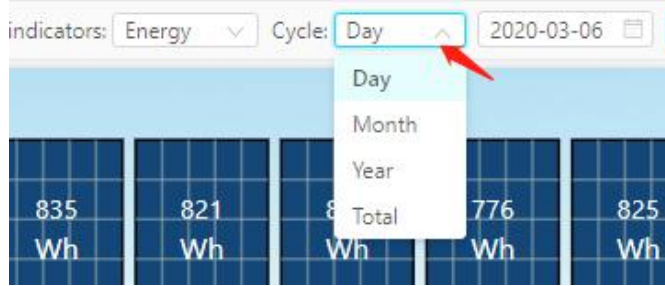 indicators: Energy Cycle: Day 2020-03-06
Day
Month
Year
Total
835 821 8 776 825
Wh Wh Wh Wh Wh